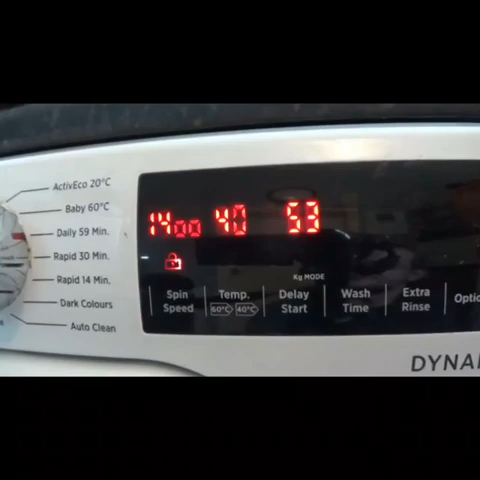 ActivEco 20°C
Baby 60°C
Daily 59 Min.
Rapid 30 Min.
Rapid 14 Min.
Dark Colours
Auto Clean
1400 40 53
Kg MODE
Spin Speed
Temp.
60°C 40°C
Delay Start
Wash Time
Extra Rinse
Optio
DYNA